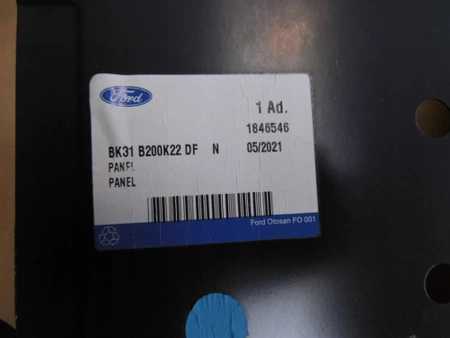 Ford
1 Ad.
1846546
BK31 B200K22 DF N 05/2021
PANEL
PANEL
Ford Otosan FO 001